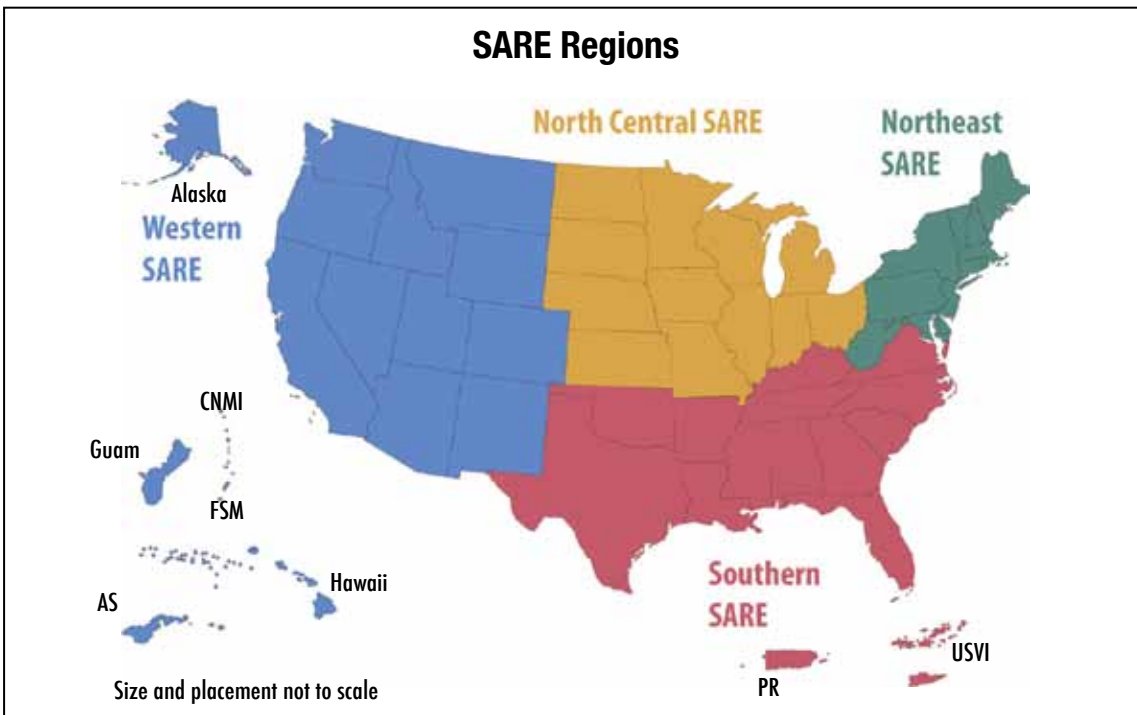 SARE Regions
North Central SARE
Northeast
SARE
Alaska
Western
SARE
CNMI
Guam
FSM
Hawaii
AS
Southern
SARE
USVI
PR
Size and placement not to scale